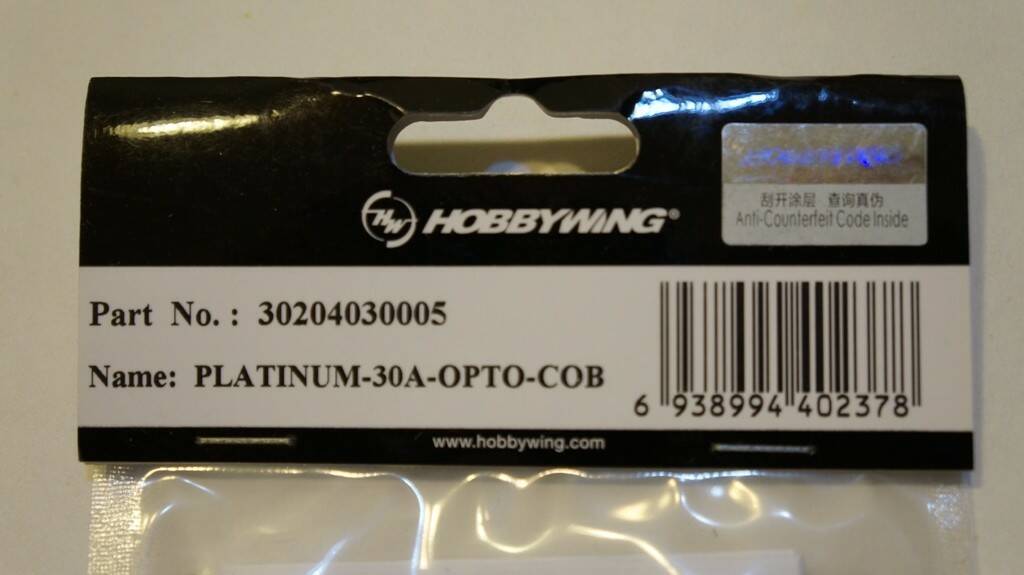 HW HOBBYWING®
刮开涂层 查询真伪
Anti-Counterfeit Code Inside
Part No.: 30204030005
Name: PLATINUM-30A-OPTO-COB
6 938994 402378
www.hobbywing.com